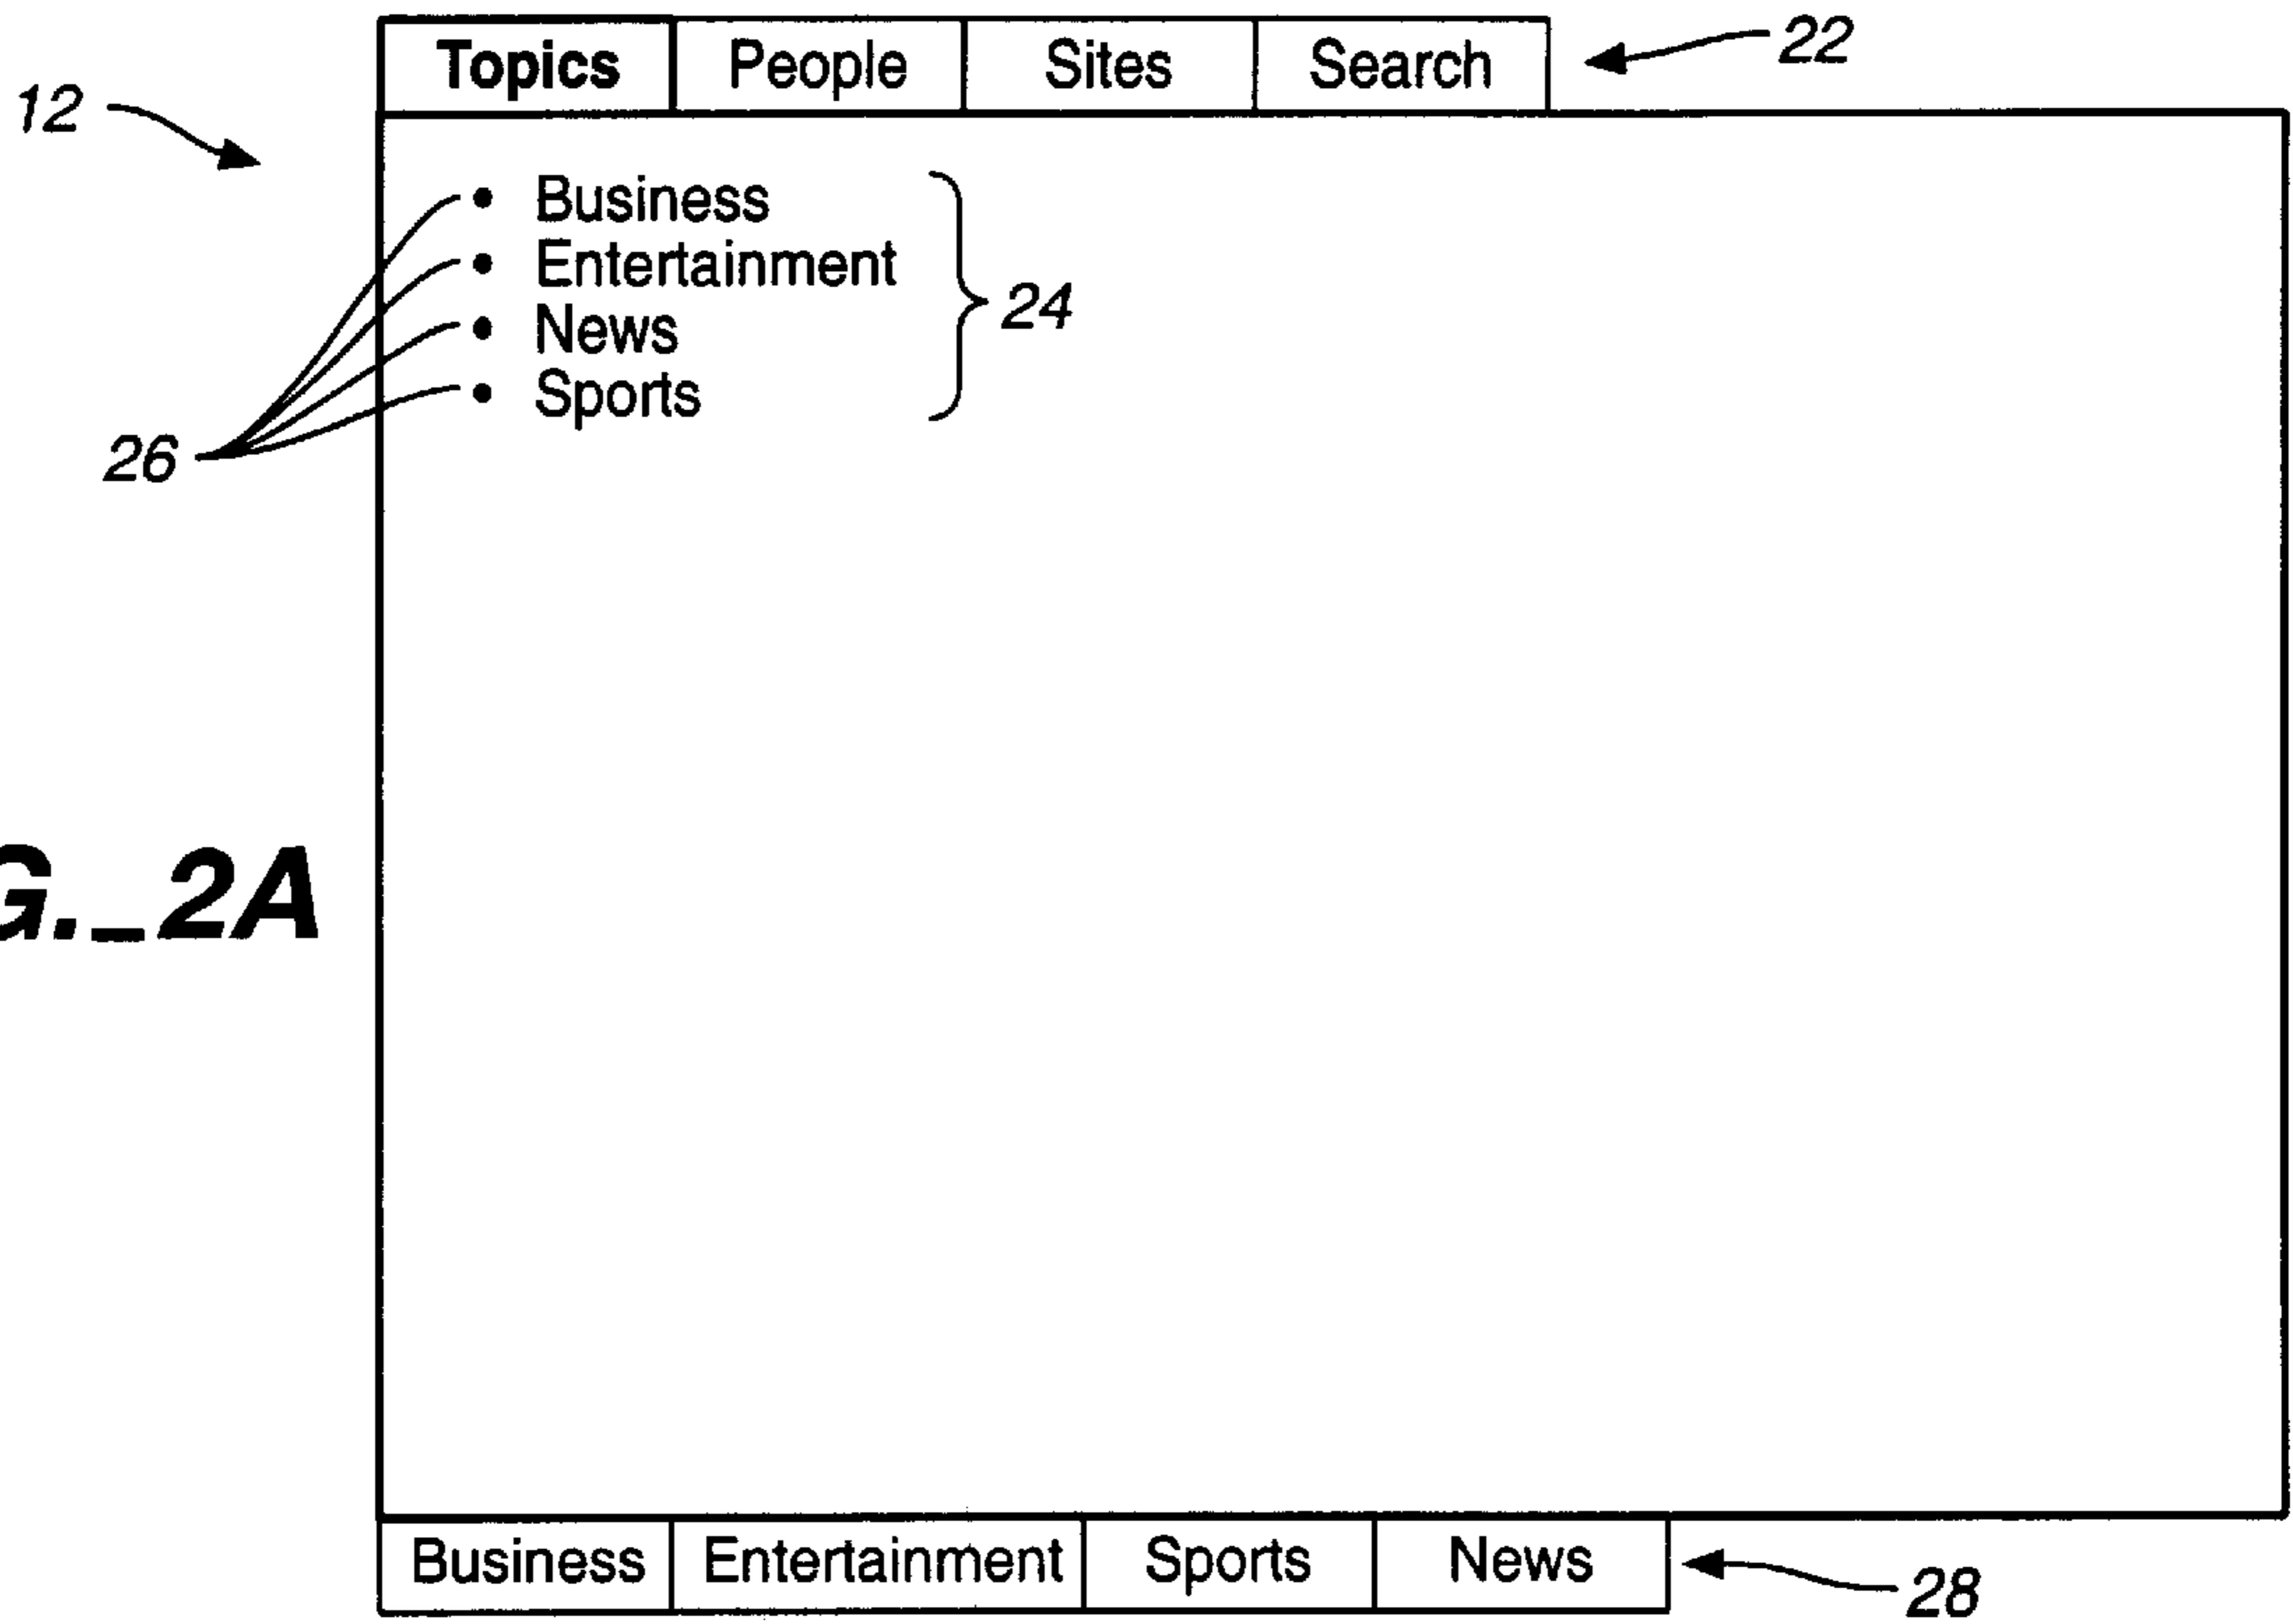 Topics People Sites Search 22
12
• Business
• Entertainment
• News
• Sports
24
26
G._2A
Business Entertainment Sports News 28